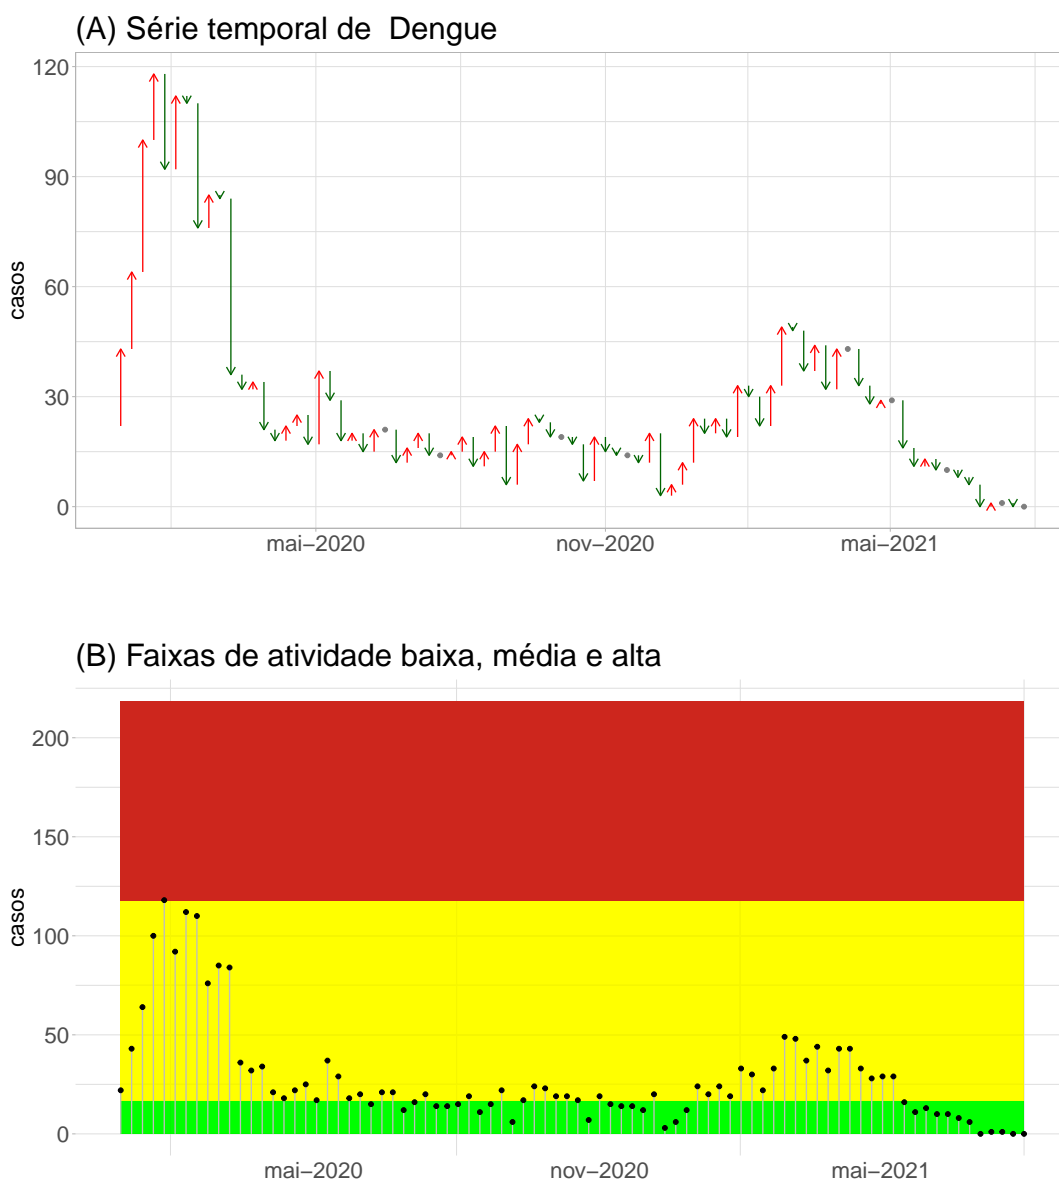 (A) Série temporal de  Dengue
120
90
60
30
0
casos
mai−2020
nov−2020
mai−2021
(B) Faixas de atividade baixa, média e alta
200
150
100
50
0
casos
mai−2020
nov−2020
mai−2021